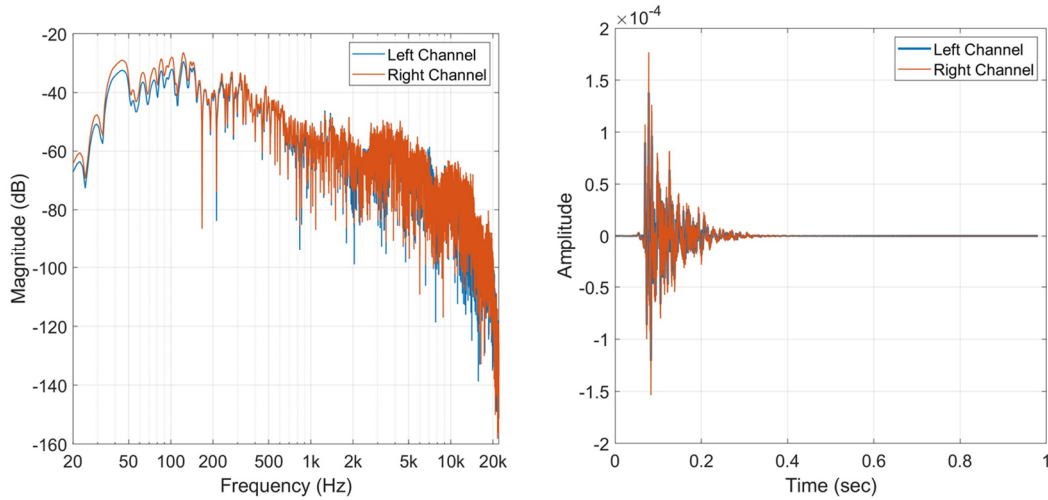 -20
-40
-60
-80
-100
-120
-140
-160
Magnitude (dB)
20 50 100 200 500 1k 2k 5k 10k 20k
Frequency (Hz)
Left Channel
Right Channel
×10-4
2
1.5
1
0.5
0
-0.5
-1
-1.5
-2
Amplitude
0 0.2 0.4 0.6 0.8 1
Time (sec)
Left Channel
Right Channel